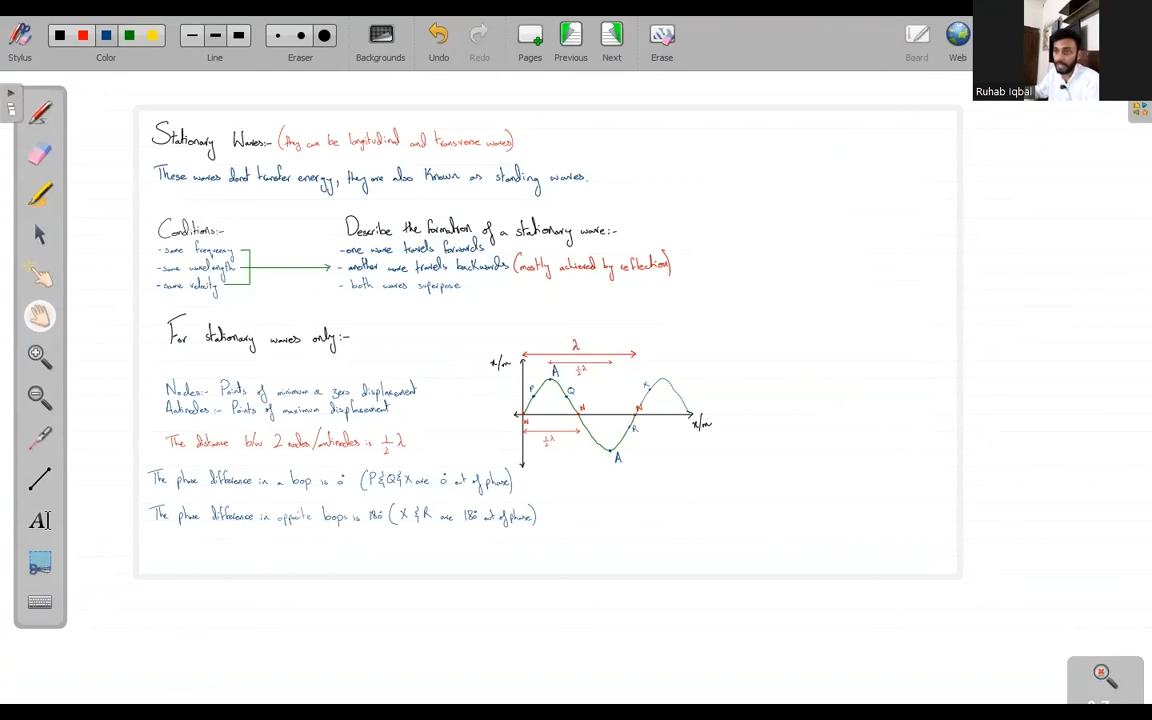 Stylus
Color
Line
Eraser
Backgrounds
Undo
Redo
Pages
Previous
Next
Erase
Board
Web
Ruhab Iqbal
Stationary Waves:- (they can be longitudinal and transverse waves)
These waves dont transfer energy, they are also known as standing waves.
Conditions:-
- same frequency
- same wavelength
- same velocity
Describe the formation of a stationary wave:-
- one wave travels forwards
- another wave travels backwards (mostly achieved by reflection)
- both waves superpose
For stationary waves only:-
Nodes:- Points of minimum or zero displacement
Antinodes:- Points of maximum displacement
The distance b/w 2 nodes/antinodes is 1/2 λ
The phase difference in a loop is 0° (P&Q&X are 0° out of phase)
The phase difference in opposite loops is 180° (X & R are 180° out of phase)
x/m
λ
1/2 λ
A
P
Q
X
N
N
N
R
x/m
1/2 λ
A